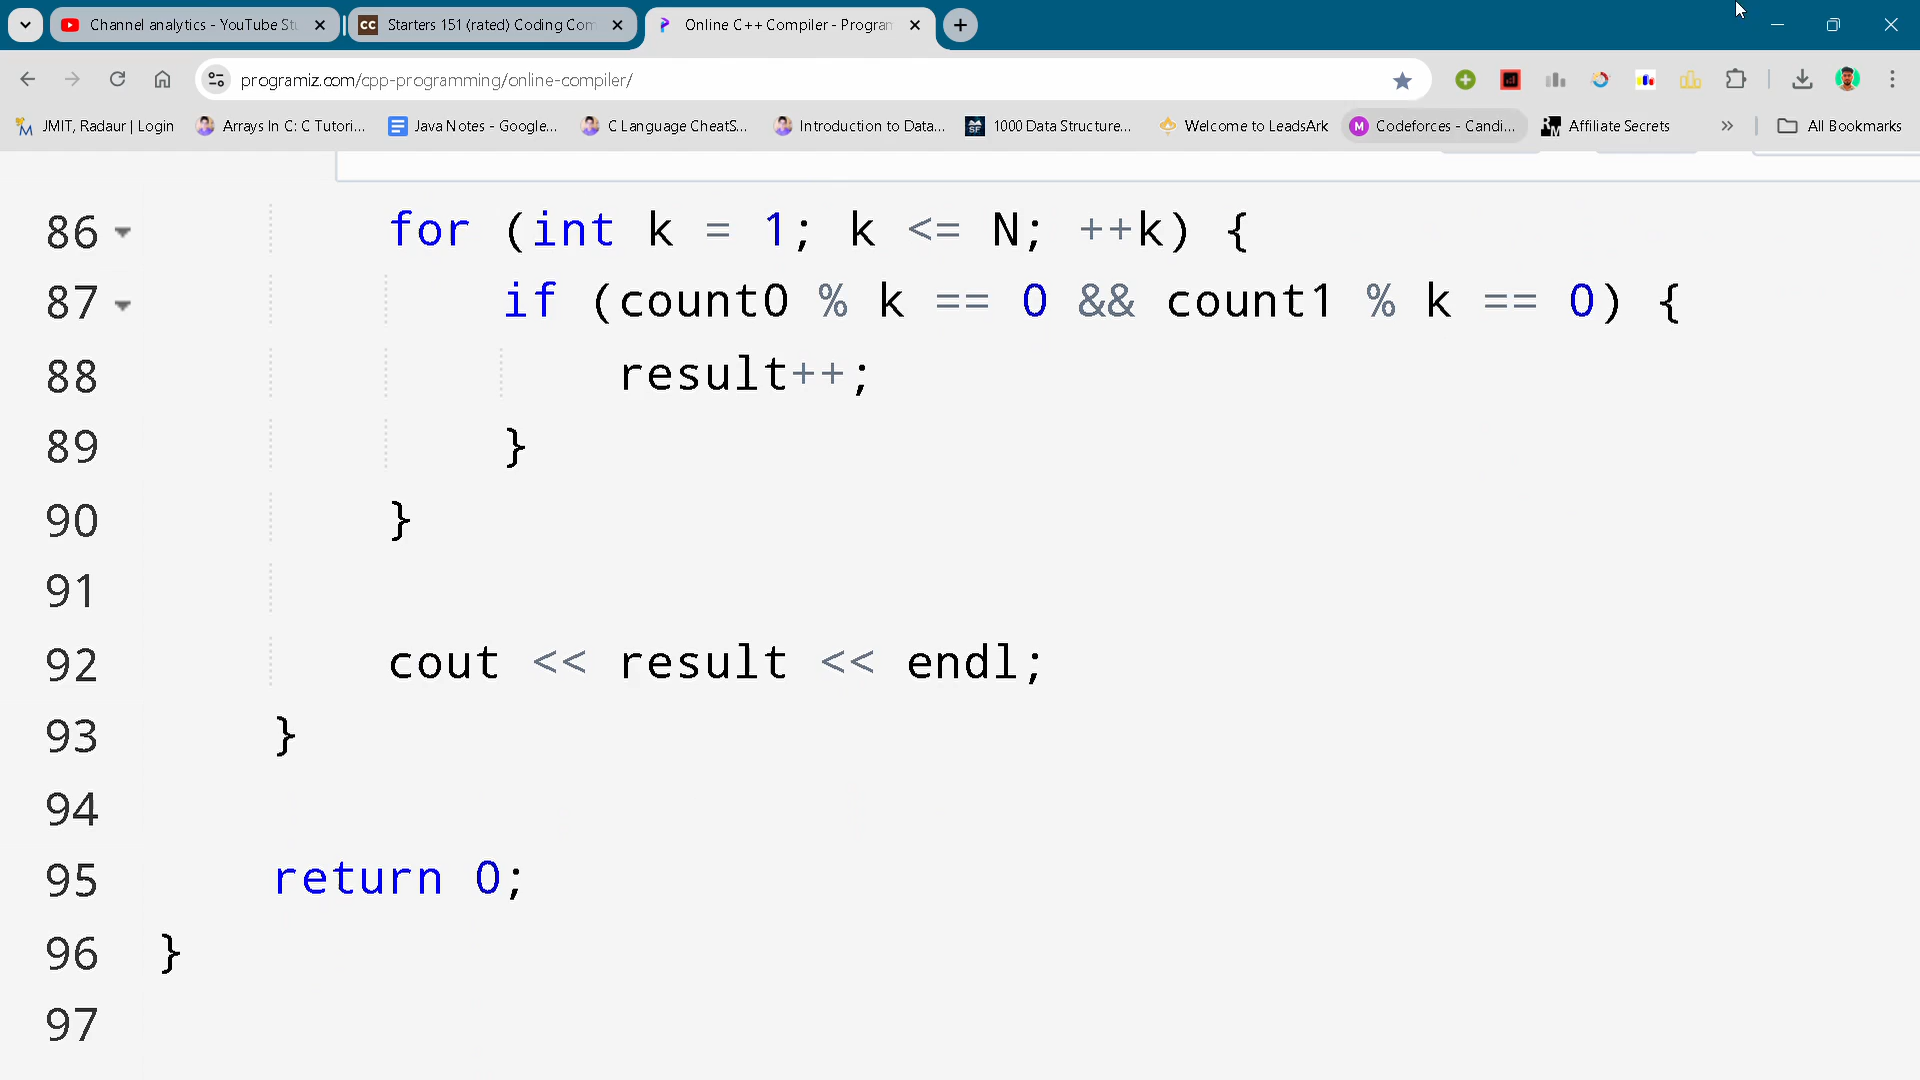 Channel analytics - YouTube St
Starters 151 (rated) Coding Con
Online C++ Compiler - Program
programiz.com/cpp-programming/online-compiler/
JMIT, Radaur | Login
Arrays In C: C Tutori...
Java Notes - Google...
C Language CheatS...
Introduction to Data...
1000 Data Structure...
Welcome to LeadsArk
Codeforces - Candi...
Affiliate Secrets
All Bookmarks
86 for (int k = 1; k <= N; ++k) {
87 if (count0 % k == 0 && count1 % k == 0) {
88 result++;
89 }
90 }
91
92 cout << result << endl;
93 }
94
95 return 0;
96 }
97